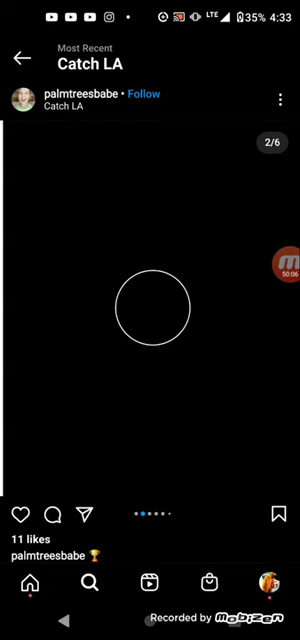 LTE 35% 4:33
Most Recent
Catch LA
palmtreesbabe • Follow
Catch LA
2/6
50:06
11 likes
palmtreesbabe 🏆
Recorded by MOBIZEN